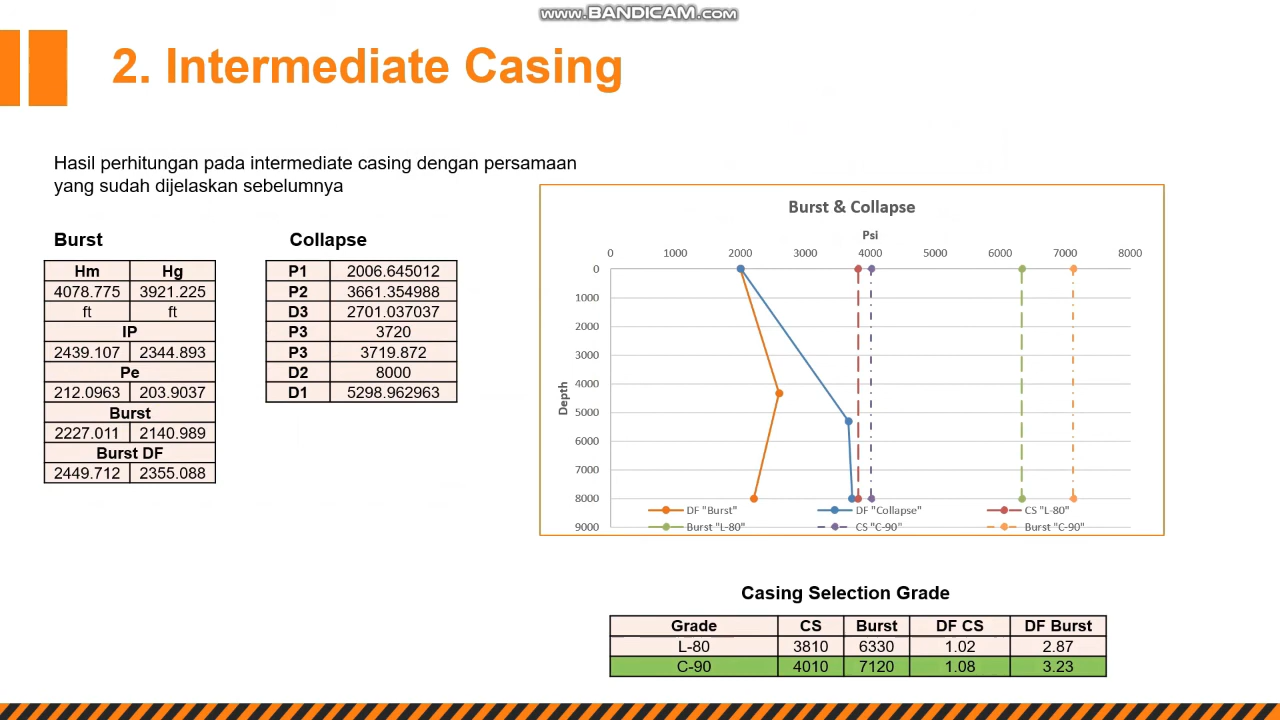 www.BANDICAM.com
2. Intermediate Casing
Hasil perhitungan pada intermediate casing dengan persamaan
yang sudah dijelaskan sebelumnya
Burst
Hm Hg
4078.775 3921.225
ft ft
IP
2439.107 2344.893
Pe
212.0963 203.9037
Burst
2227.011 2140.989
Burst DF
2449.712 2355.088
Collapse
P1 2006.645012
P2 3661.354988
D3 2701.037037
P3 3720
P3 3719.872
D2 8000
D1 5298.962963
Burst & Collapse
Psi
0 1000 2000 3000 4000 5000 6000 7000 8000
Depth
0
1000
2000
3000
4000
5000
6000
7000
8000
9000
DF "Burst" DF "Collapse" CS "L-80"
Burst "L-80" CS "C-90" Burst "C-90"
Casing Selection Grade
Grade CS Burst DF CS DF Burst
L-80 3810 6330 1.02 2.87
C-90 4010 7120 1.08 3.23